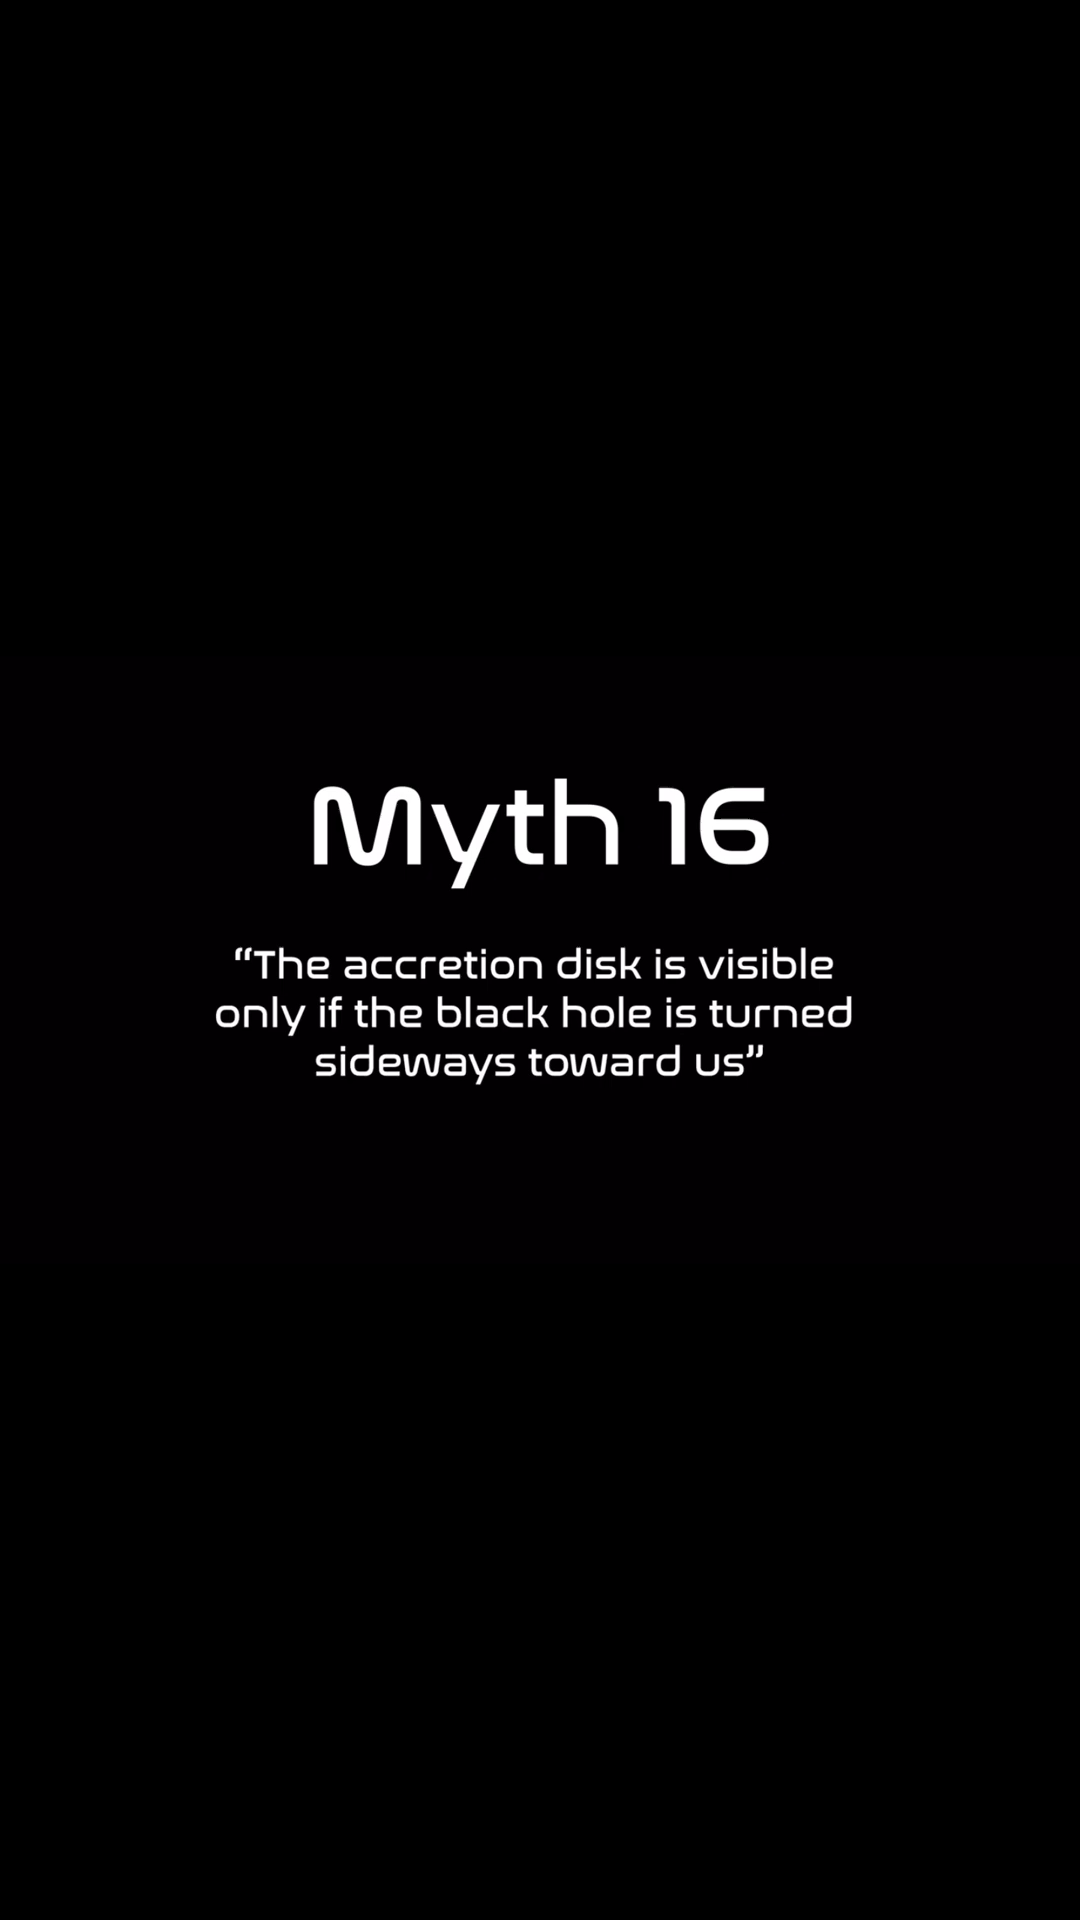 Myth 16
“The accretion disk is visible
only if the black hole is turned
sideways toward us”